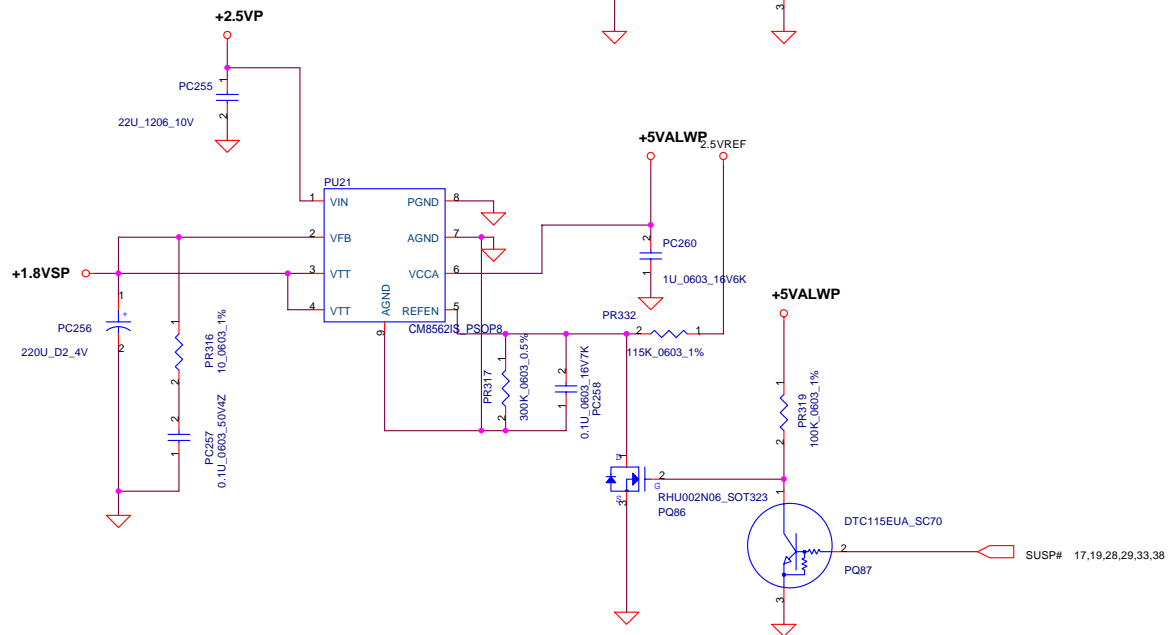 3
+2.5VP
1
PC255
2
22U_1206_10V
+5VALWP
2.5VREF
PU21
1 VIN PGND 8
2 VFB AGND 7
+1.8VSP
3 VTT VCCA 6
4 VTT REFEN 5
AGND
9
CM8562IS_PSOP8
2
PC260
1
1U_0603_16V6K
+5VALWP
1
+
PC256
2
220U_D2_4V
1
PR316
10_0603_1%
2
2
PC257
0.1U_0603_50V4Z
1
PR332
2 1
115K_0603_1%
1
PR317
300K_0603_0.5%
2
2
0.1U_0603_16V7K
PC258
1
1
PR319
100K_0603_1%
2
D
1
2
G
S
3
RHU002N06_SOT323
PQ86
1
DTC115EUA_SC70
2
PQ87
3
SUSP# 17,19,28,29,33,38